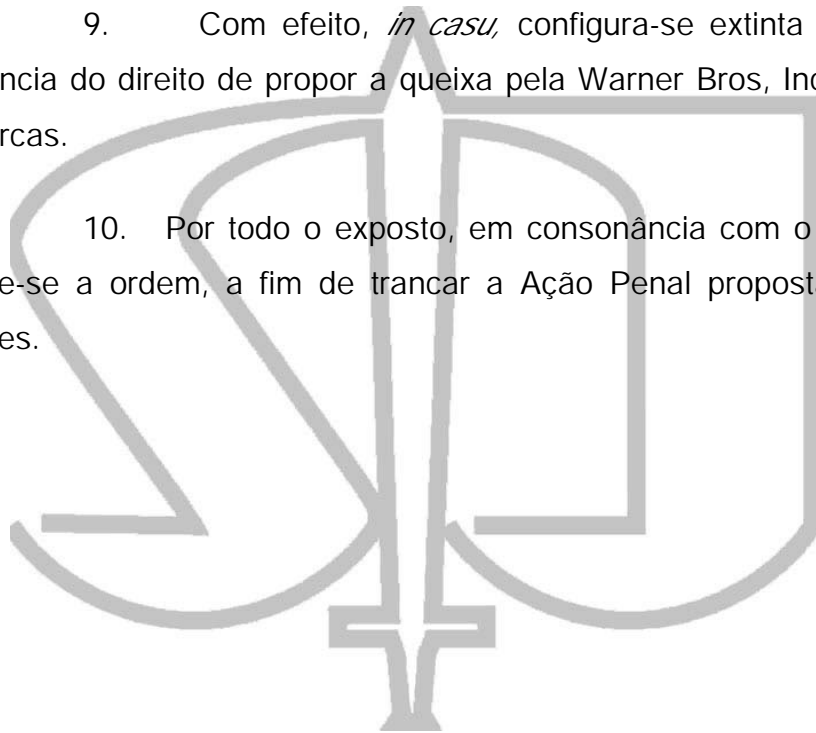 9. Com efeito, in casu, configura-se extinta
ncia do direito de propor a queixa pela Warner Bros, Inc
rcas.
10. Por todo o exposto, em consonância com o
e-se a ordem, a fim de trancar a Ação Penal proposta
es.